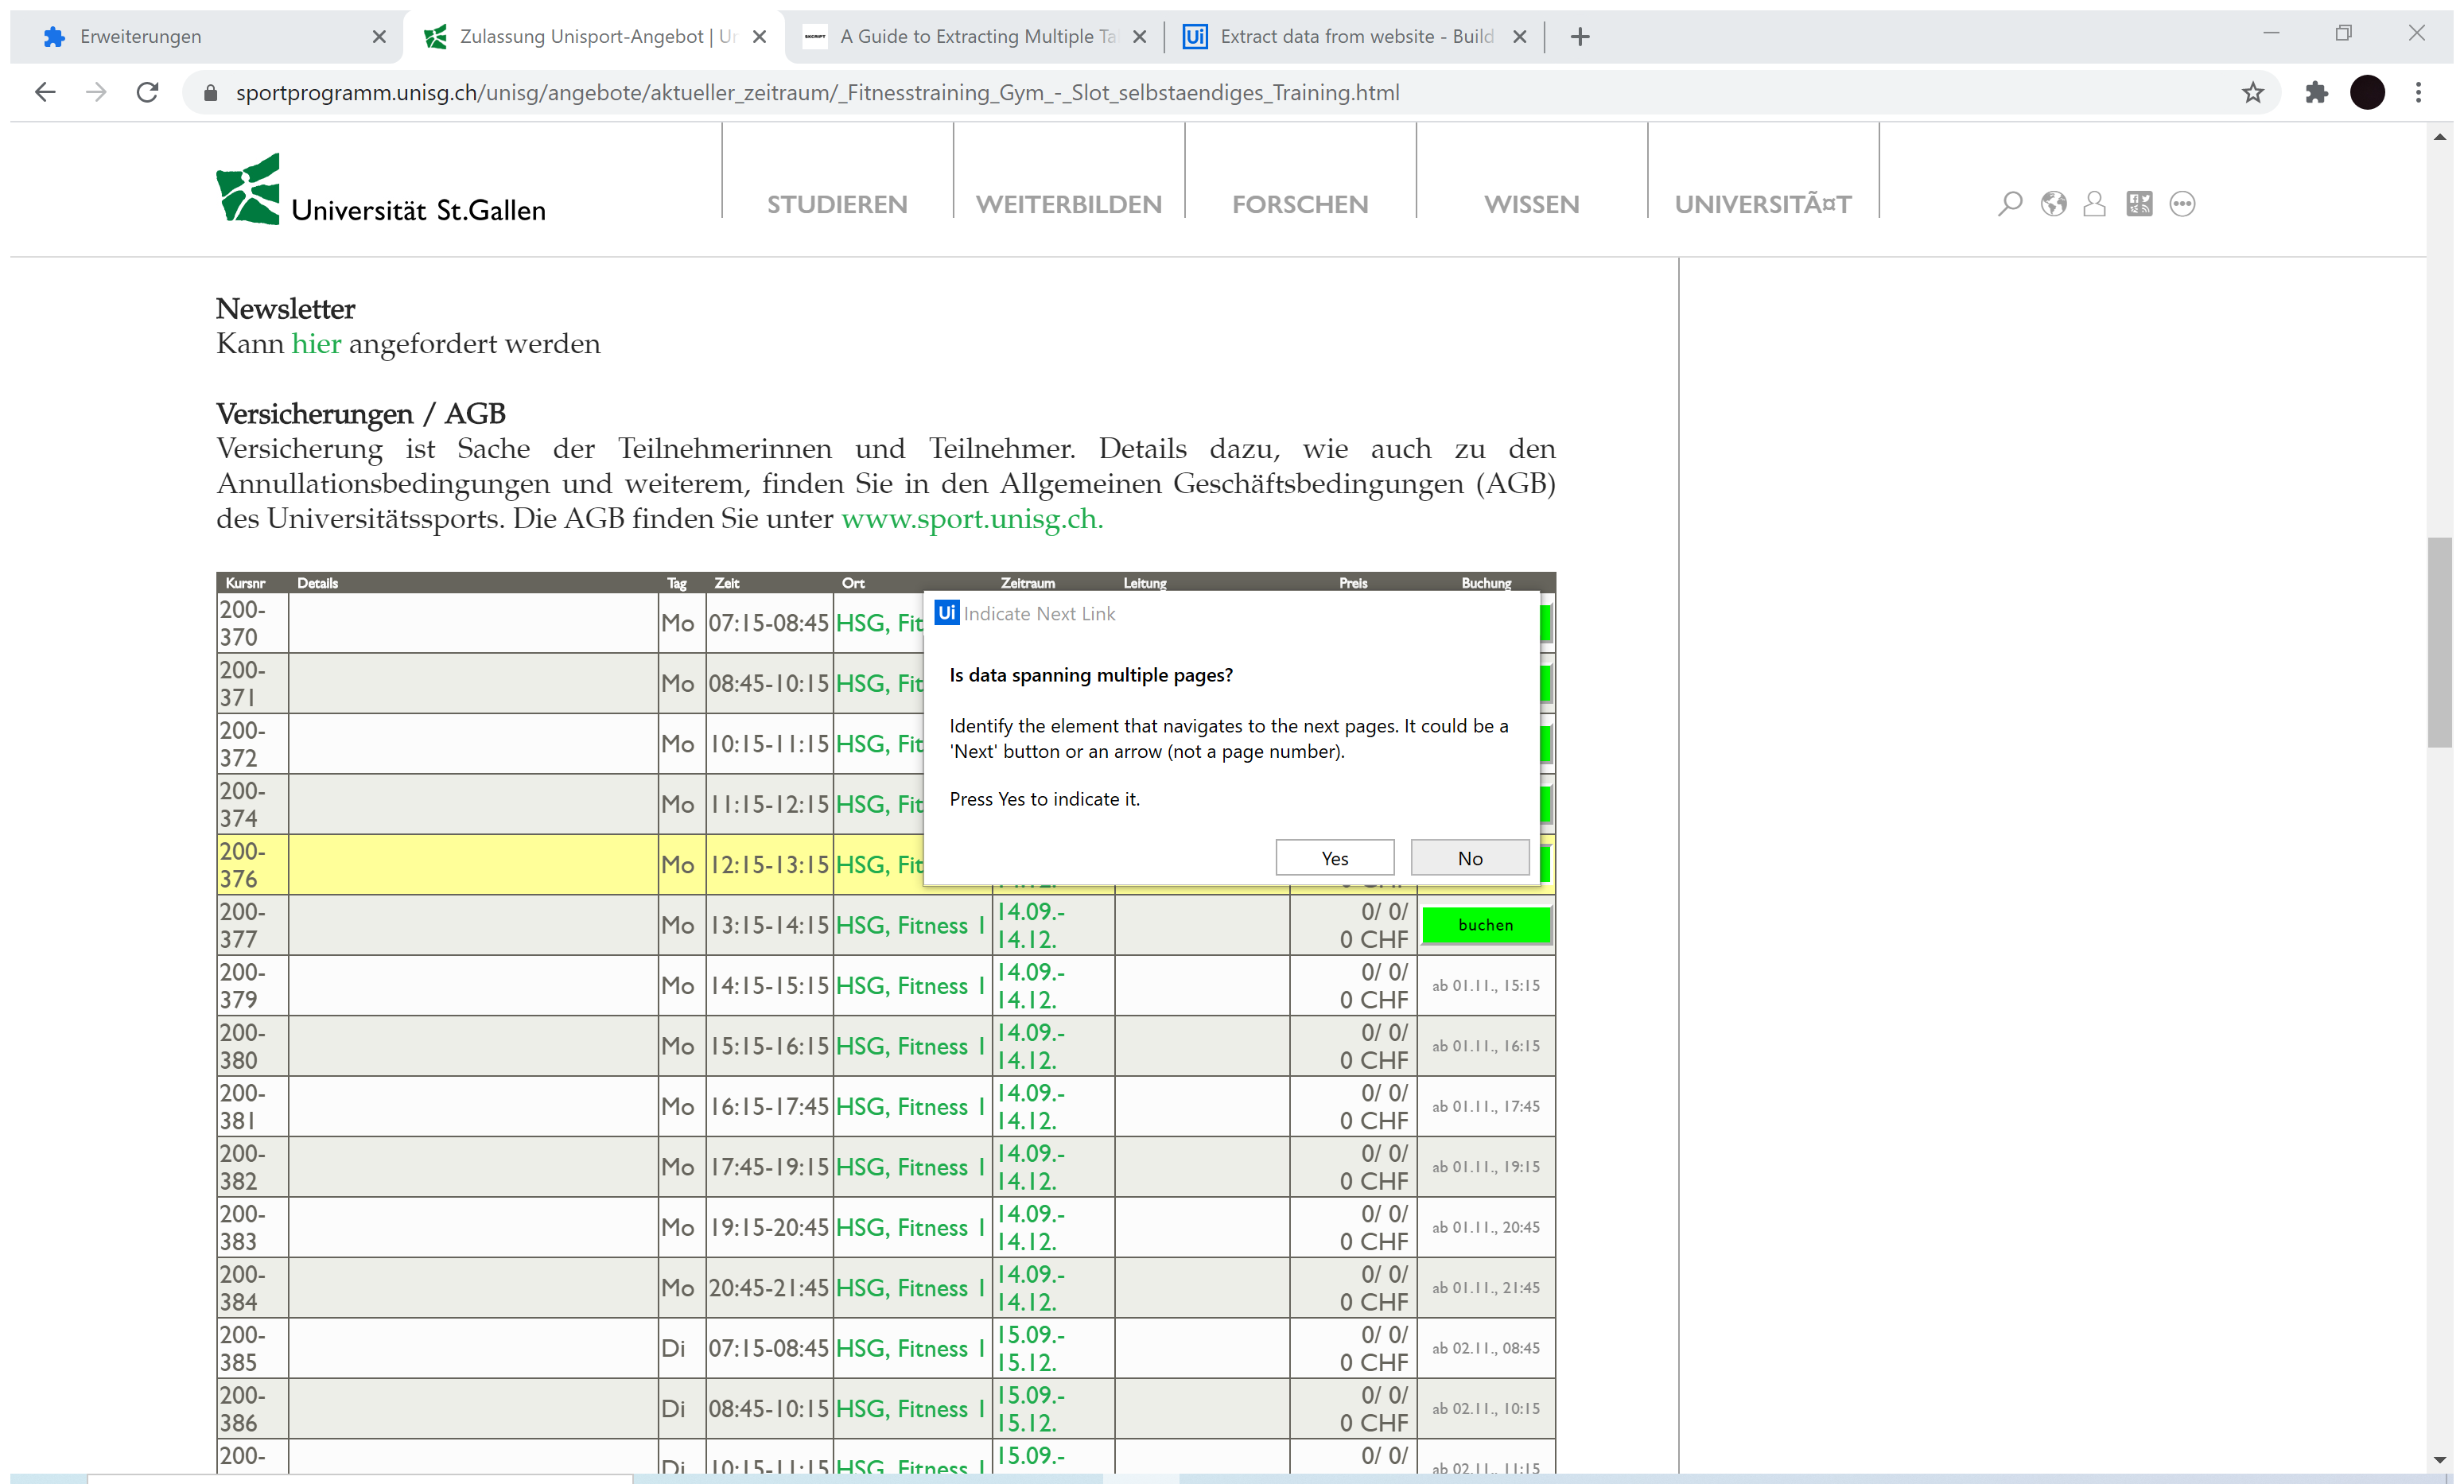 Erweiterungen
Zulassung Unisport-Angebot | Un
A Guide to Extracting Multiple Ta
Ui Extract data from website - Build
sportprogramm.unisg.ch/unisg/angebote/aktueller_zeitraum/_Fitnesstraining_Gym_-_Slot_selbstaendiges_Training.html
Universität St.Gallen
STUDIEREN WEITERBILDEN FORSCHEN WISSEN UNIVERSITÃ¤T
Newsletter
Kann hier angefordert werden
Versicherungen / AGB
Versicherung ist Sache der Teilnehmerinnen und Teilnehmer. Details dazu, wie auch zu den
Annullationsbedingungen und weiterem, finden Sie in den Allgemeinen Geschäftsbedingungen (AGB)
des Universitätssports. Die AGB finden Sie unter www.sport.unisg.ch.
Kursnr Details Tag Zeit Ort Zeitraum Leitung Preis Buchung
200-
370 Mo 07:15-08:45 HSG, Fit
200-
371 Mo 08:45-10:15 HSG, Fit
200-
372 Mo 10:15-11:15 HSG, Fit
200-
374 Mo 11:15-12:15 HSG, Fit
200-
376 Mo 12:15-13:15 HSG, Fit
Ui Indicate Next Link
Is data spanning multiple pages?
Identify the element that navigates to the next pages. It could be a
'Next' button or an arrow (not a page number).
Press Yes to indicate it.
Yes No
200- 14.09.- 0/ 0/
377 Mo 13:15-14:15 HSG, Fitness 1 14.12. 0 CHF buchen
200- 14.09.- 0/ 0/
379 Mo 14:15-15:15 HSG, Fitness 1 14.12. 0 CHF ab 01.11., 15:15
200- 14.09.- 0/ 0/
380 Mo 15:15-16:15 HSG, Fitness 1 14.12. 0 CHF ab 01.11., 16:15
200- 14.09.- 0/ 0/
381 Mo 16:15-17:45 HSG, Fitness 1 14.12. 0 CHF ab 01.11., 17:45
200- 14.09.- 0/ 0/
382 Mo 17:45-19:15 HSG, Fitness 1 14.12. 0 CHF ab 01.11., 19:15
200- 14.09.- 0/ 0/
383 Mo 19:15-20:45 HSG, Fitness 1 14.12. 0 CHF ab 01.11., 20:45
200- 14.09.- 0/ 0/
384 Mo 20:45-21:45 HSG, Fitness 1 14.12. 0 CHF ab 01.11., 21:45
200- 15.09.- 0/ 0/
385 Di 07:15-08:45 HSG, Fitness 1 15.12. 0 CHF ab 02.11., 08:45
200- 15.09.- 0/ 0/
386 Di 08:45-10:15 HSG, Fitness 1 15.12. 0 CHF ab 02.11., 10:15
200- 15.09.- 0/ 0/
Di 10:15-11:15 HSG, Fitness 1 ab 02.11., 11:15